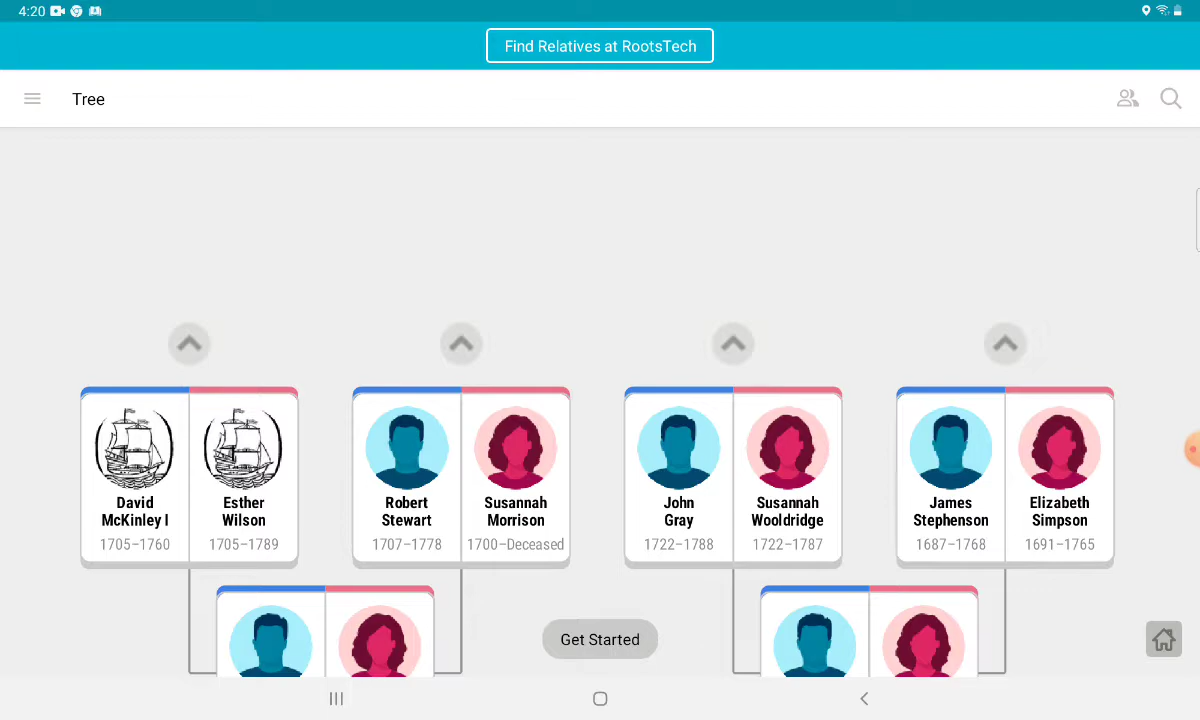 4:20
Find Relatives at RootsTech
Tree
David
McKinley I
1705–1760
Esther
Wilson
1705–1789
Robert
Stewart
1707–1778
Susannah
Morrison
1700–Deceased
John
Gray
1722–1788
Susannah
Wooldridge
1722–1787
James
Stephenson
1687–1768
Elizabeth
Simpson
1691–1765
Get Started